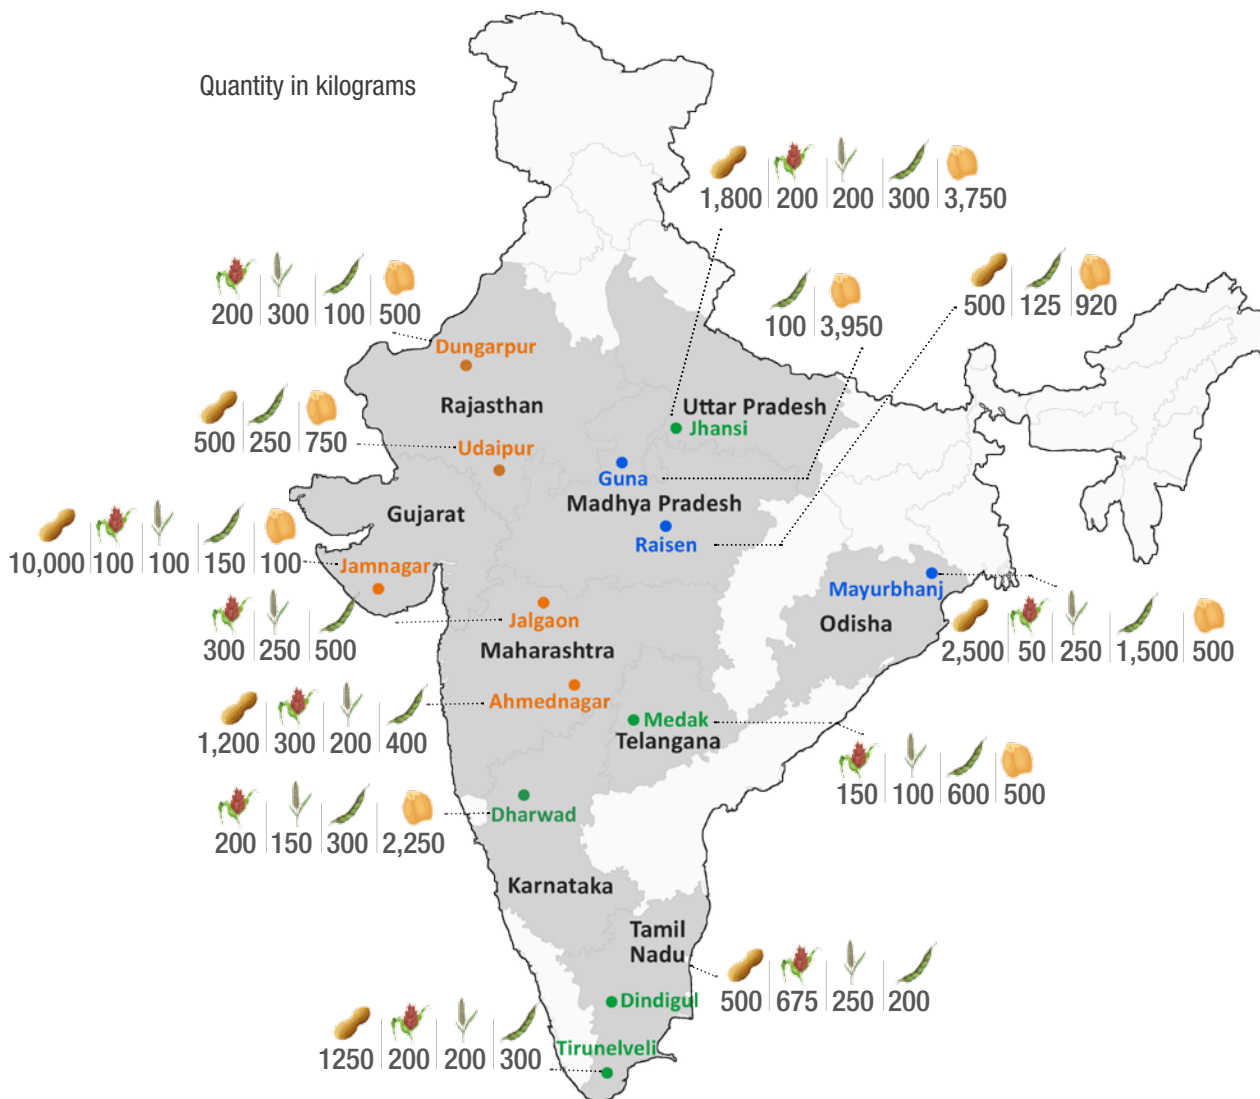 Quantity in kilograms
1,800 200 200 300 3,750
200 300 100 500
100 3,950
500 125 920
Dungarpur
Rajasthan
Uttar Pradesh
Jhansi
500 250 750
Udaipur
Guna
Madhya Pradesh
Gujarat
Raisen
10,000 100 100 150 100
Jamnagar
Mayurbhanj
Odisha
2,500 50 250 1,500 500
Jalgaon
300 250 500
Maharashtra
Ahmednagar
1,200 300 200 400
Medak
Telangana
150 100 600 500
Dharwad
200 150 300 2,250
Karnataka
Tamil
Nadu
500 675 250 200
Dindigul
Tirunelveli
1250 200 200 300